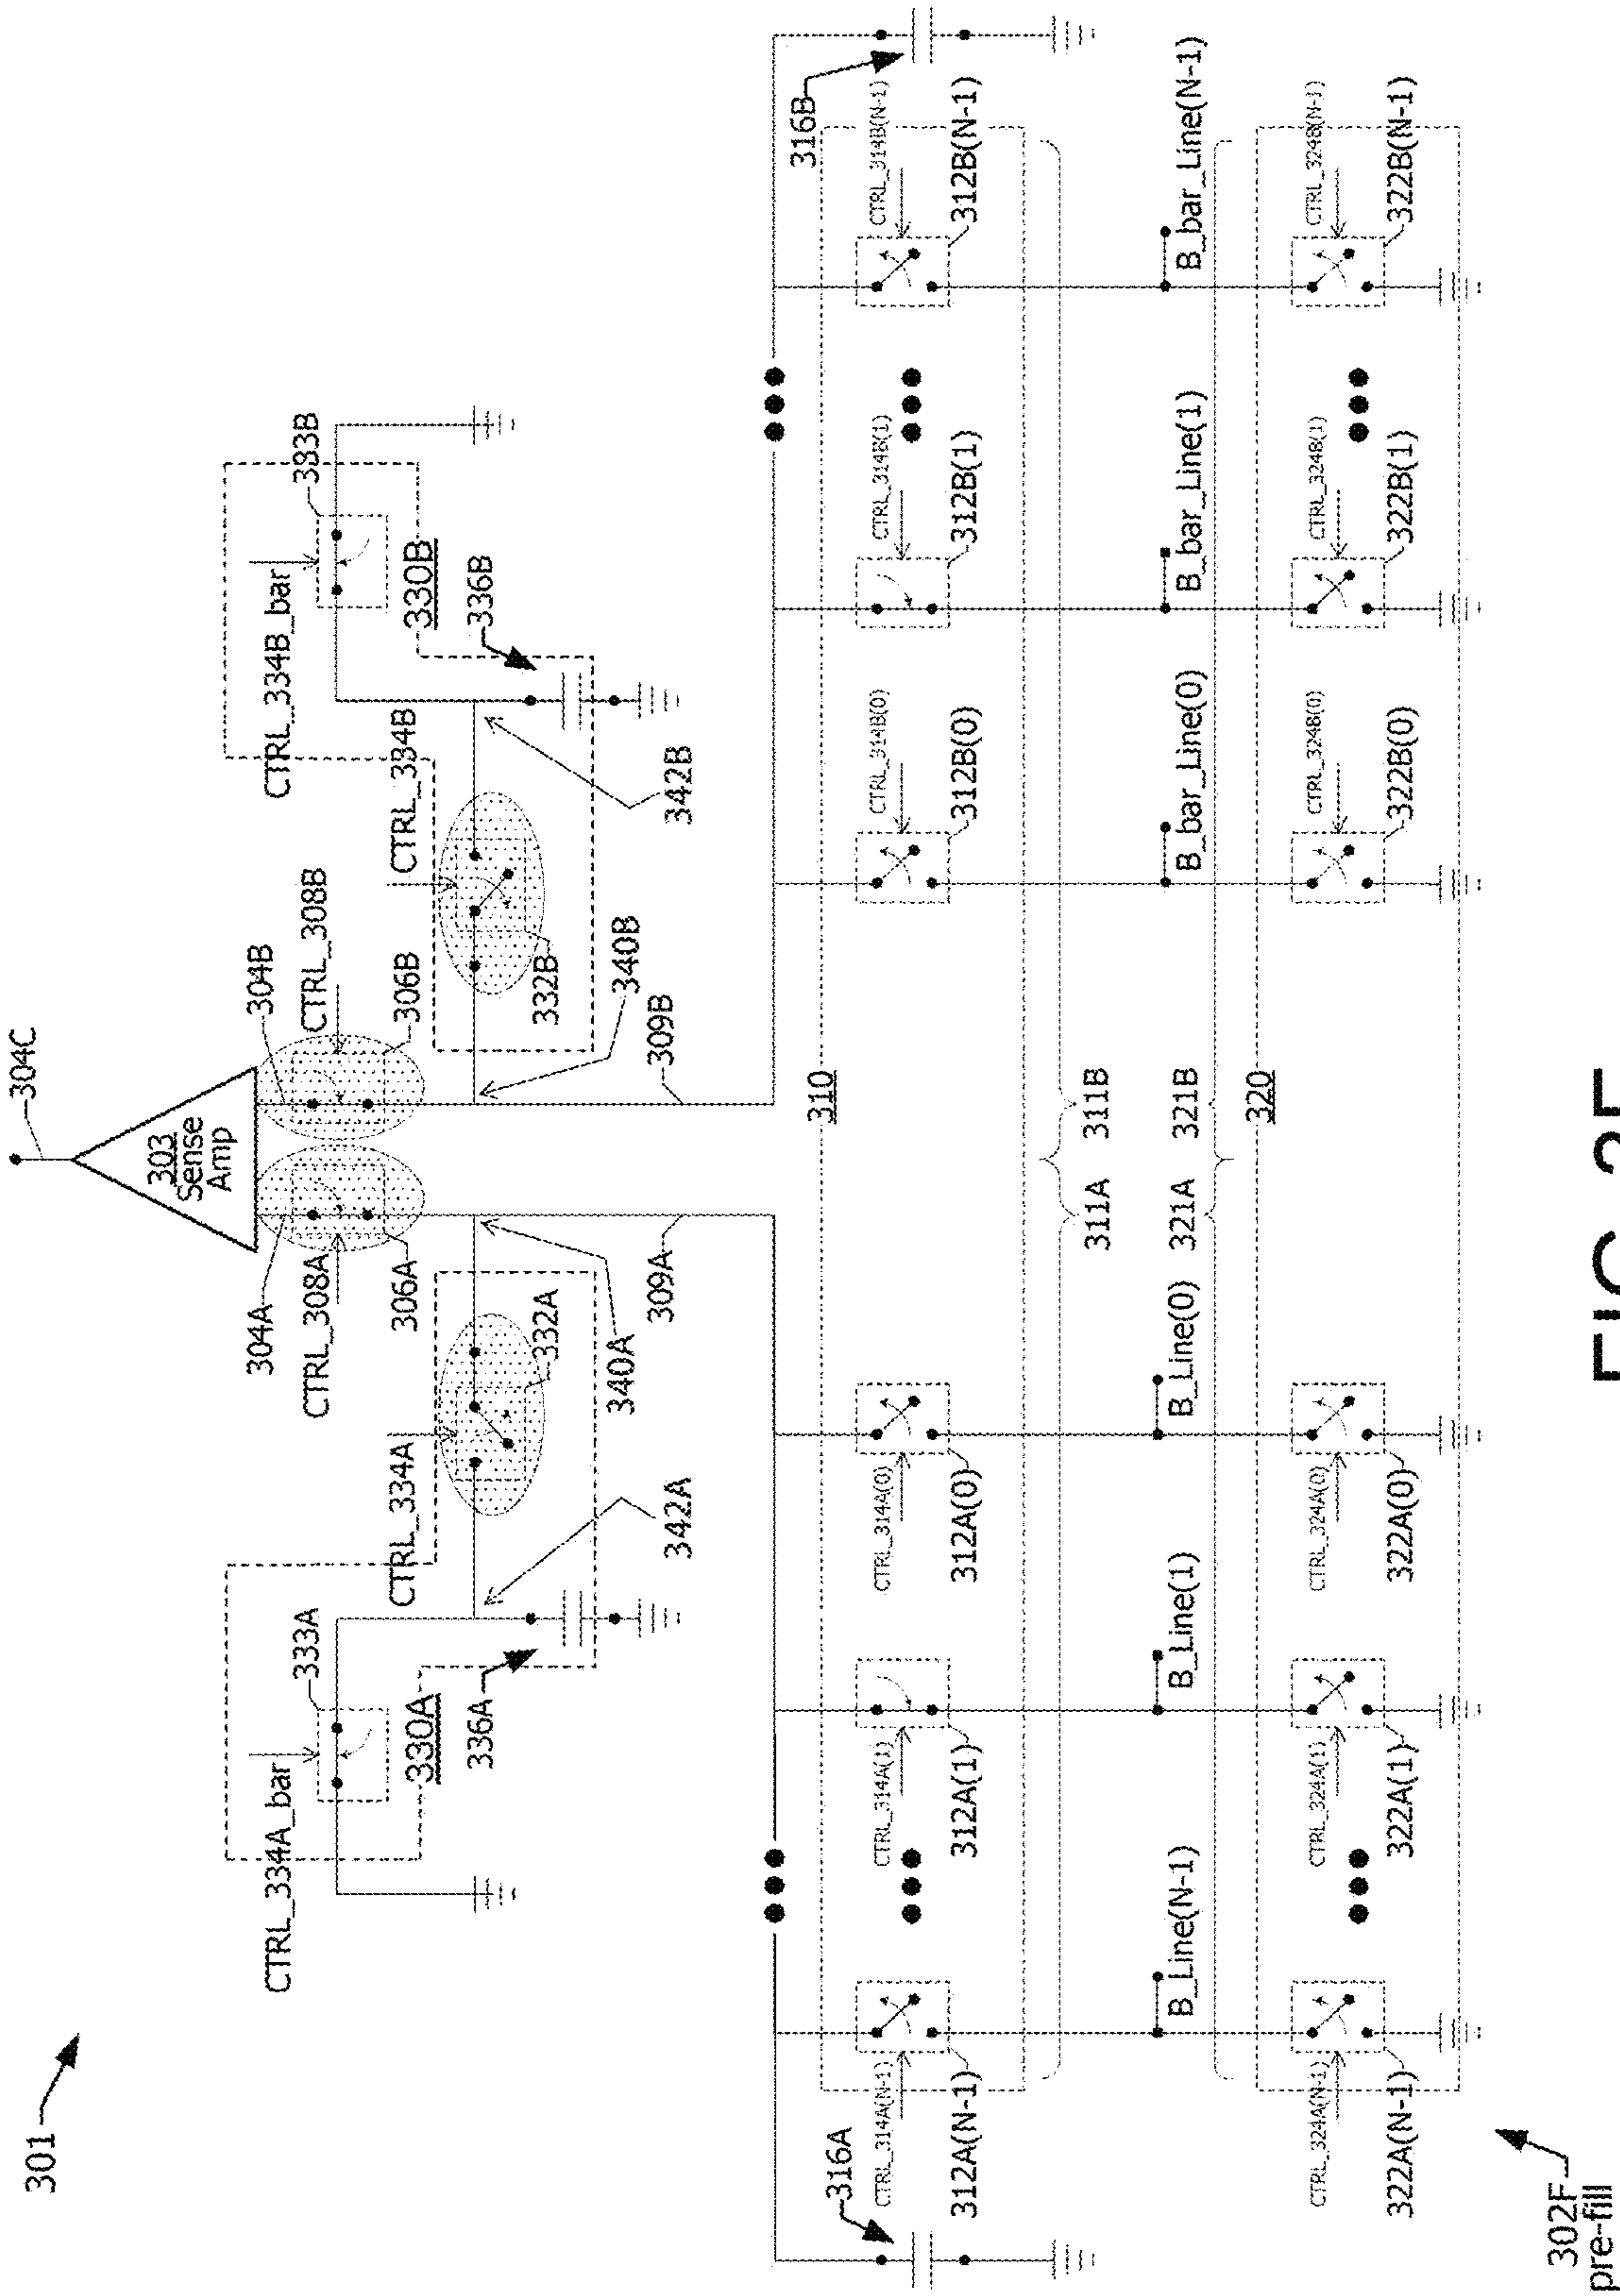 301
304C
303
Sense
Amp
304A
304B
CTRL_308A
CTRL_308B
306A
306B
CTRL_334A_bar
333A
CTRL_334B_bar
333B
330A
330B
CTRL_334A
CTRL_334B
336A
336B
332A
332B
342A
340A
340B
342B
309A
309B
316A
310
316B
CTRL_314A(N-1)
CTRL_314A(1)
CTRL_314A(0)
CTRL_314B(0)
CTRL_314B(1)
CTRL_314B(N-1)
312A(N-1)
312A(1)
312A(0)
312B(0)
312B(1)
312B(N-1)
311A 311B
B_Line(N-1)
B_Line(1)
B_Line(0)
321A 321B
B_bar_Line(0)
B_bar_Line(1)
B_bar_Line(N-1)
320
CTRL_324A(N-1)
CTRL_324A(1)
CTRL_324A(0)
CTRL_324B(0)
CTRL_324B(1)
CTRL_324B(N-1)
322A(N-1)
322A(1)
322A(0)
322B(0)
322B(1)
322B(N-1)
302F
pre-fill